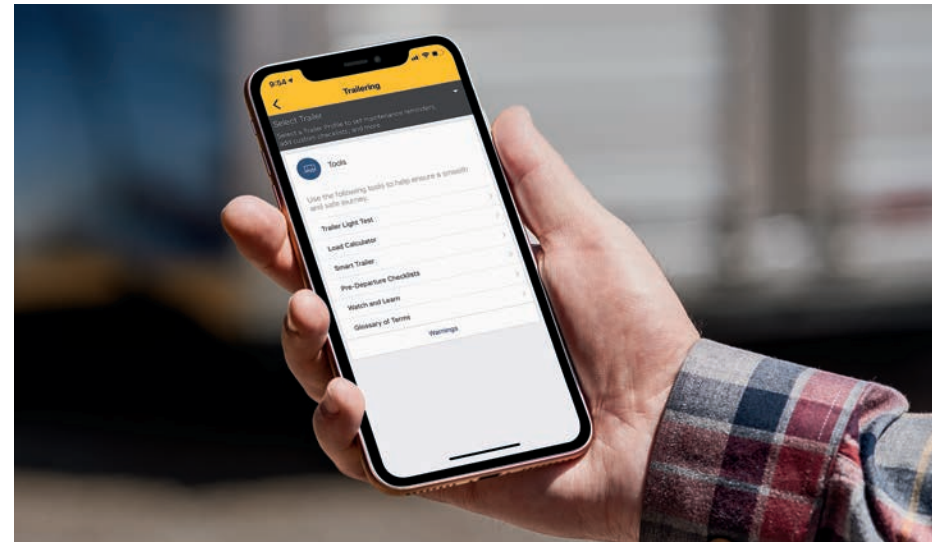 9:54
Trailering
Select Trailer
Select a Trailer Profile to set maintenance reminders,
add custom checklists, and more.
Tools
Use the following tools to help ensure a smooth
and safe journey.
Trailer Light Test
Load Calculator
Smart Trailer
Pre-Departure Checklists
Watch and Learn
Glossary of Terms
Warnings